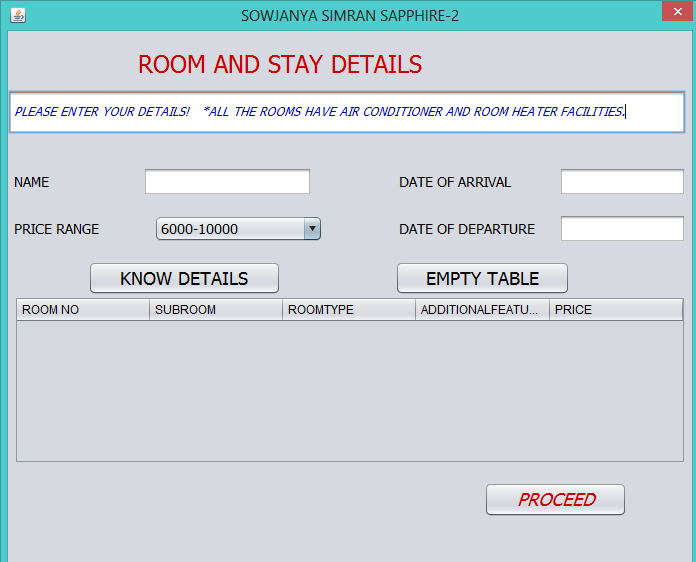 SOWJANYA SIMRAN SAPPHIRE-2
ROOM AND STAY DETAILS
PLEASE ENTER YOUR DETAILS! *ALL THE ROOMS HAVE AIR CONDITIONER AND ROOM HEATER FACILITIES.
NAME DATE OF ARRIVAL
PRICE RANGE 6000-10000 DATE OF DEPARTURE
KNOW DETAILS EMPTY TABLE
ROOM NO SUBROOM ROOMTYPE ADDITIONALFEATU... PRICE
PROCEED